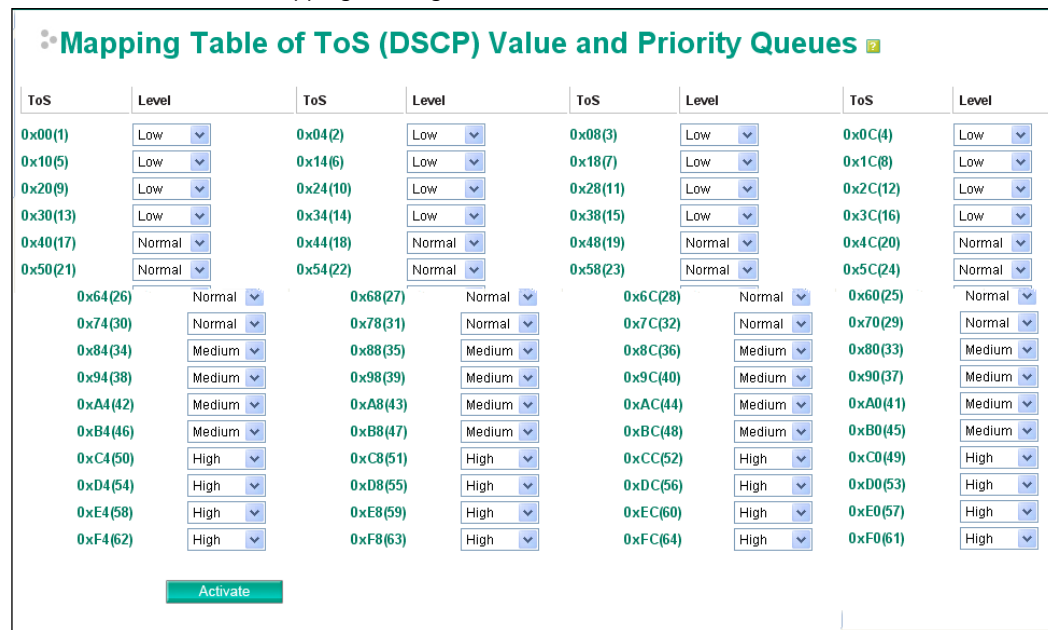 Mapping Table of ToS (DSCP) Value and Priority Queues ?
ToS Level ToS Level ToS Level ToS Level
0x00(1) Low 0x04(2) Low 0x08(3) Low 0x0C(4) Low
0x10(5) Low 0x14(6) Low 0x18(7) Low 0x1C(8) Low
0x20(9) Low 0x24(10) Low 0x28(11) Low 0x2C(12) Low
0x30(13) Low 0x34(14) Low 0x38(15) Low 0x3C(16) Low
0x40(17) Normal 0x44(18) Normal 0x48(19) Normal 0x4C(20) Normal
0x50(21) Normal 0x54(22) Normal 0x58(23) Normal 0x5C(24) Normal
0x64(26) Normal 0x68(27) Normal 0x6C(28) Normal 0x60(25) Normal
0x74(30) Normal 0x78(31) Normal 0x7C(32) Normal 0x70(29) Normal
0x84(34) Medium 0x88(35) Medium 0x8C(36) Medium 0x80(33) Medium
0x94(38) Medium 0x98(39) Medium 0x9C(40) Medium 0x90(37) Medium
0xA4(42) Medium 0xA8(43) Medium 0xAC(44) Medium 0xA0(41) Medium
0xB4(46) Medium 0xB8(47) Medium 0xBC(48) Medium 0xB0(45) Medium
0xC4(50) High 0xC8(51) High 0xCC(52) High 0xC0(49) High
0xD4(54) High 0xD8(55) High 0xDC(56) High 0xD0(53) High
0xE4(58) High 0xE8(59) High 0xEC(60) High 0xE0(57) High
0xF4(62) High 0xF8(63) High 0xFC(64) High 0xF0(61) High
Activate